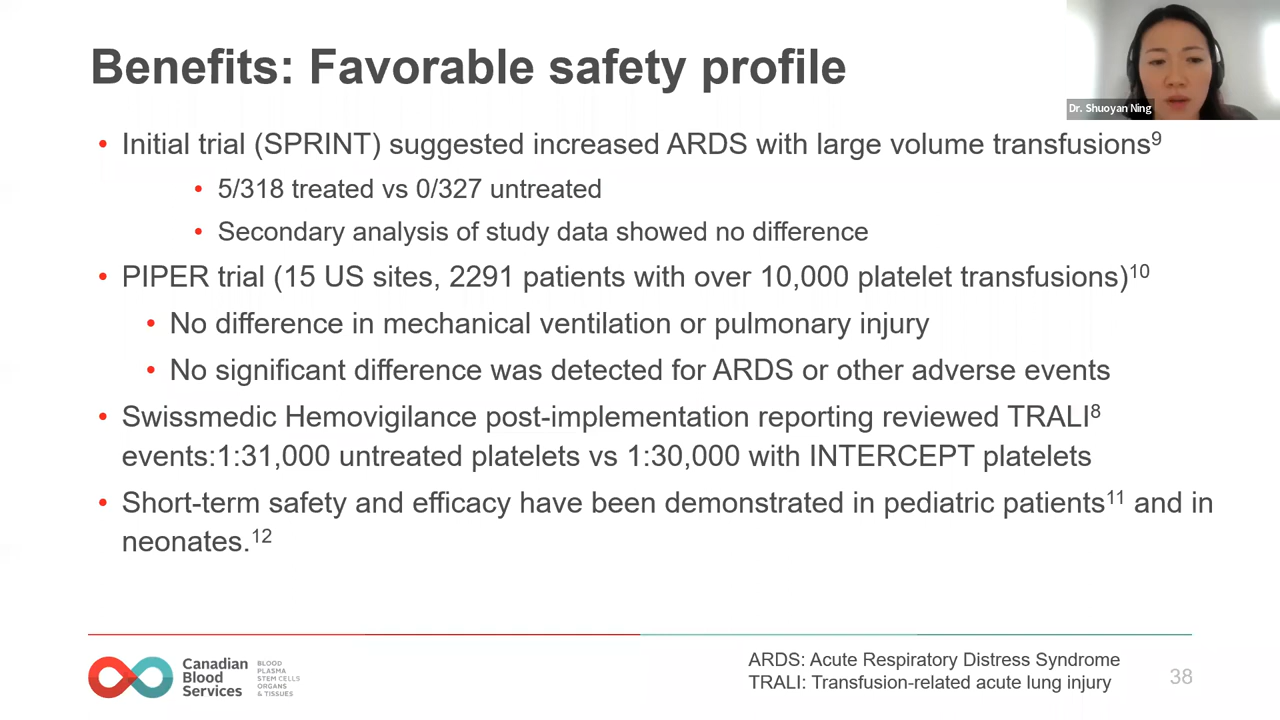 Benefits: Favorable safety profile
Dr. Shuoyan Ning
• Initial trial (SPRINT) suggested increased ARDS with large volume transfusions9
• 5/318 treated vs 0/327 untreated
• Secondary analysis of study data showed no difference
• PIPER trial (15 US sites, 2291 patients with over 10,000 platelet transfusions)10
• No difference in mechanical ventilation or pulmonary injury
• No significant difference was detected for ARDS or other adverse events
• Swissmedic Hemovigilance post-implementation reporting reviewed TRALI8
events:1:31,000 untreated platelets vs 1:30,000 with INTERCEPT platelets
• Short-term safety and efficacy have been demonstrated in pediatric patients11 and in
neonates.12
Canadian
Blood
Services
BLOOD
PLASMA
STEM CELLS
ORGANS
& TISSUES
ARDS: Acute Respiratory Distress Syndrome
TRALI: Transfusion-related acute lung injury
38